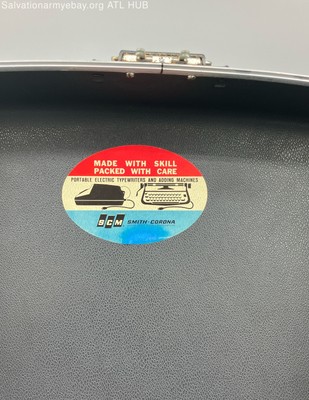 Salvationarmyebay.org ATL HUB
MADE WITH SKILL
PACKED WITH CARE
PORTABLE ELECTRIC TYPEWRITERS AND ADDING MACHINES
SCM SMITH-CORONA